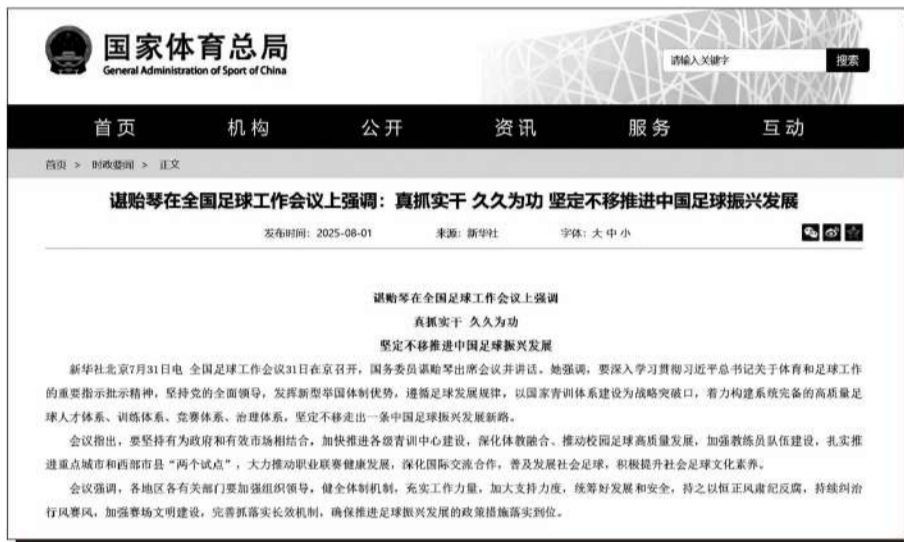 国家体育总局
General Administration of Sport of China
请输入关键字 搜索
首页 机构 公开 资讯 服务 互动
首页 > 时政要闻 > 正文
谌贻琴在全国足球工作会议上强调：真抓实干 久久为功 坚定不移推进中国足球振兴发展
发布时间：2025-08-01 来源：新华社 字体：大 中 小
谌贻琴在全国足球工作会议上强调
真抓实干 久久为功
坚定不移推进中国足球振兴发展
新华社北京7月31日电 全国足球工作会议31日在京召开，国务委员谌贻琴出席会议并讲话。她强调，要深入学习贯彻习近平总书记关于体育和足球工作
的重要指示批示精神，坚持党的全面领导，发挥新型举国体制优势，遵循足球发展规律，以国家青训体系建设为战略突破口，着力构建系统完备的高质量足
球人才体系、训练体系、竞赛体系、治理体系，坚定不移走出一条中国足球振兴发展新路。
会议指出，要坚持有为政府和有效市场相结合，加快推进各级青训中心建设，深化体教融合、推动校园足球高质量发展，加强教练员队伍建设，扎实推
进重点城市和西部市县“两个试点”，大力推动职业联赛健康发展，深化国际交流合作，普及发展社会足球，积极提升社会足球文化素养。
会议强调，各地区各有关部门要加强组织领导，健全体制机制，充实工作力量，加大支持力度，统筹好发展和安全，持之以恒正风肃纪反腐，持续纠治
行风赛风，加强赛场文明建设，完善抓落实长效机制，确保推进足球振兴发展的政策措施落实到位。